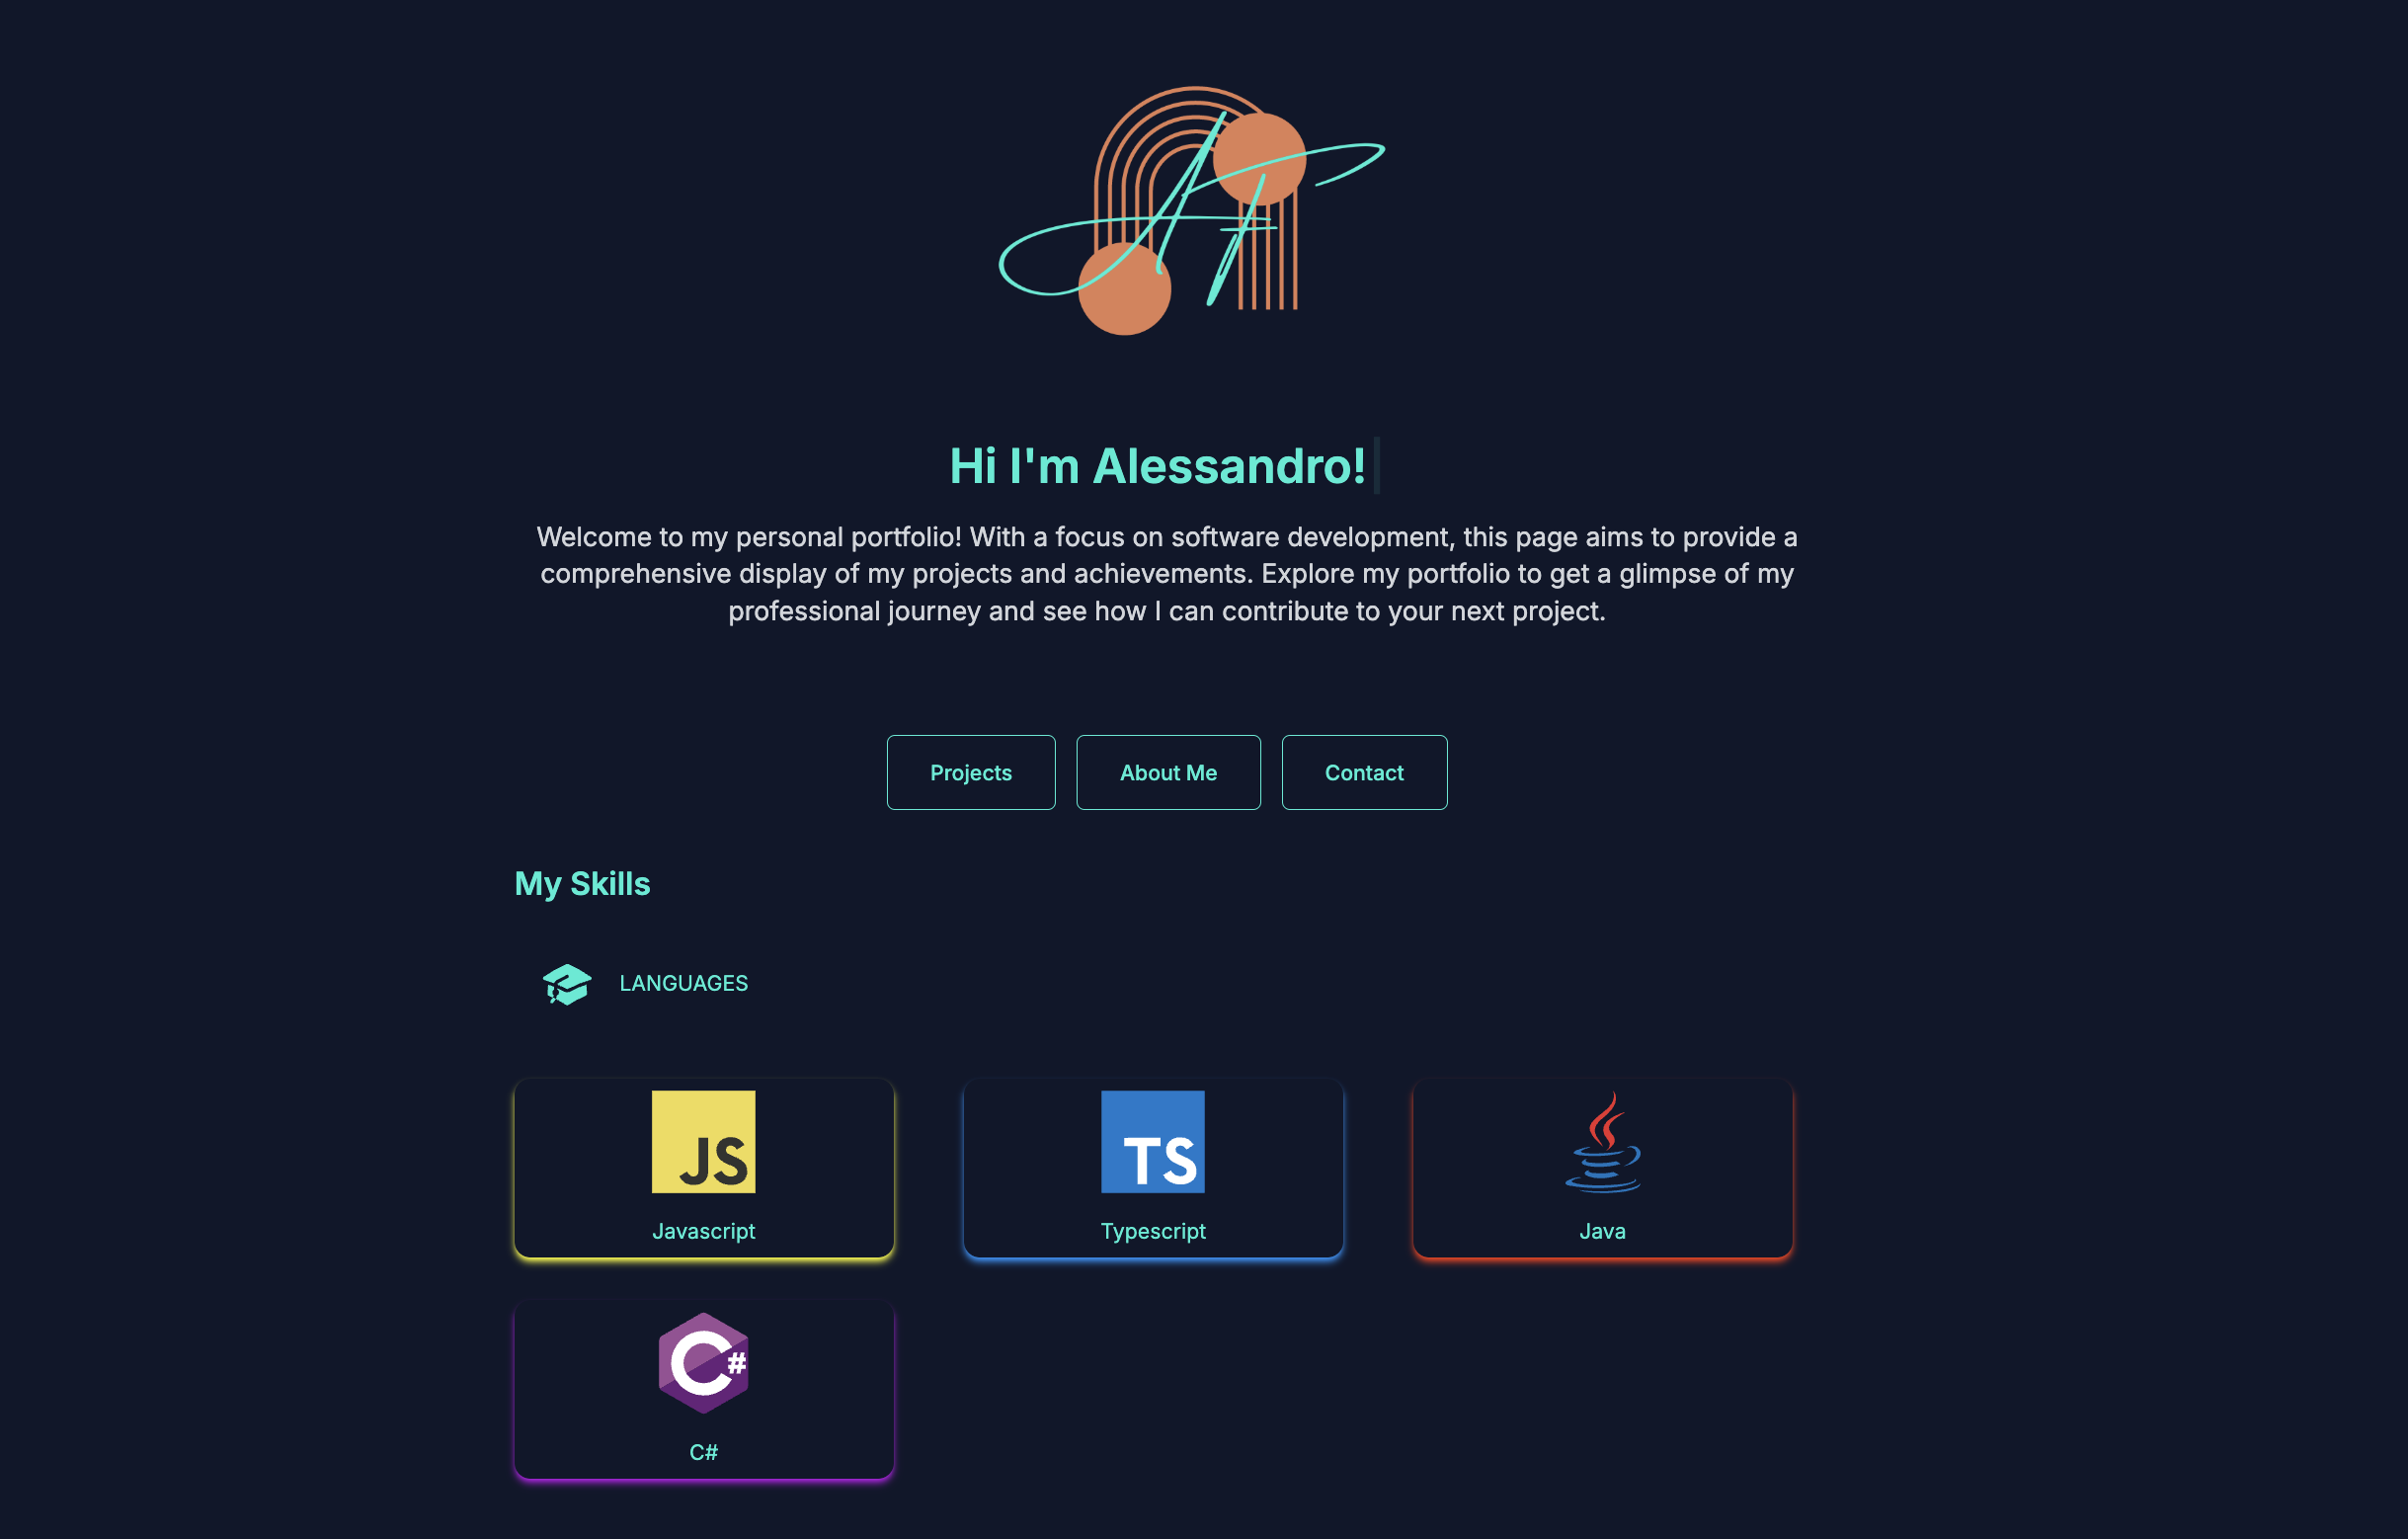 Hi I'm Alessandro!
Welcome to my personal portfolio! With a focus on software development, this page aims to provide a
comprehensive display of my projects and achievements. Explore my portfolio to get a glimpse of my
professional journey and see how I can contribute to your next project.
Projects About Me Contact
My Skills
LANGUAGES
JS TS
Javascript Typescript Java
C#
C#